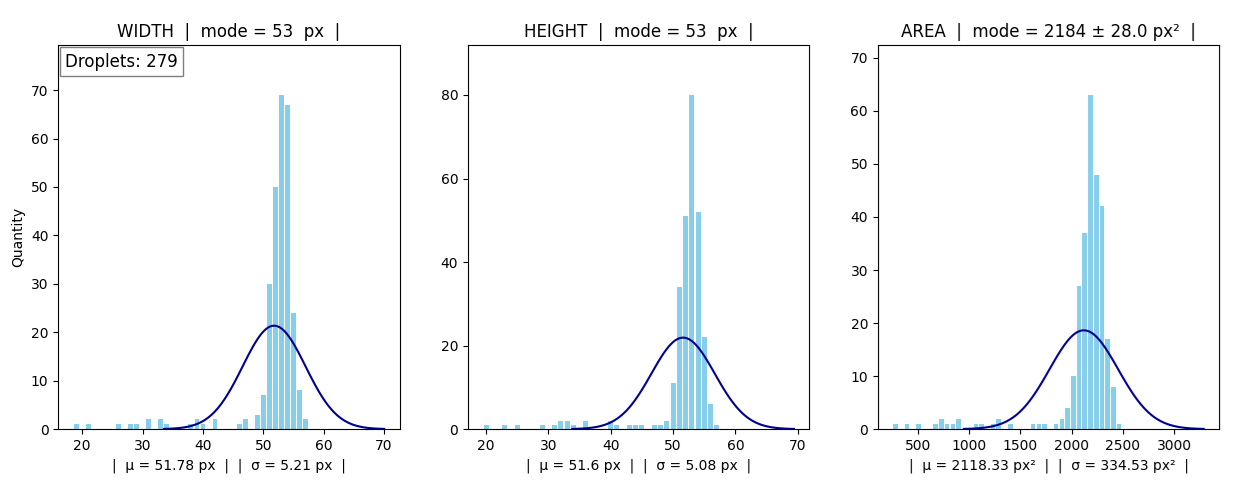 WIDTH | mode = 53 px |
Droplets: 279
Quantity
70
60
50
40
30
20
10
0
20 30 40 50 60 70
| μ = 51.78 px | | σ = 5.21 px |
HEIGHT | mode = 53 px |
80
60
40
20
0
20 30 40 50 60 70
| μ = 51.6 px | | σ = 5.08 px |
AREA | mode = 2184 ± 28.0 px² |
70
60
50
40
30
20
10
0
500 1000 1500 2000 2500 3000
| μ = 2118.33 px² | | σ = 334.53 px² |